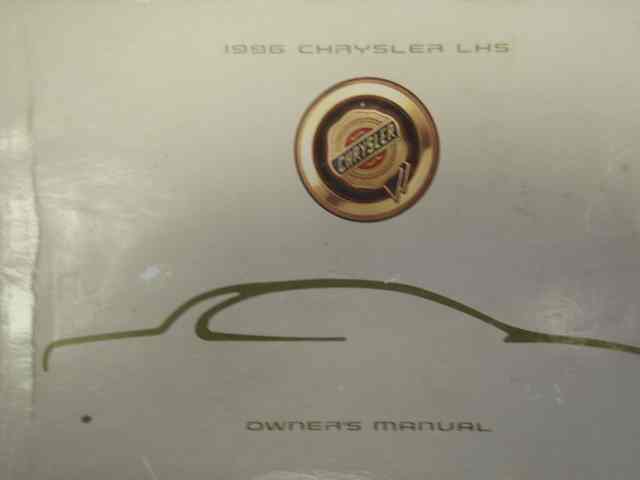 1996 CHRYSLER LHS
CHRYSLER
OWNER'S MANUAL